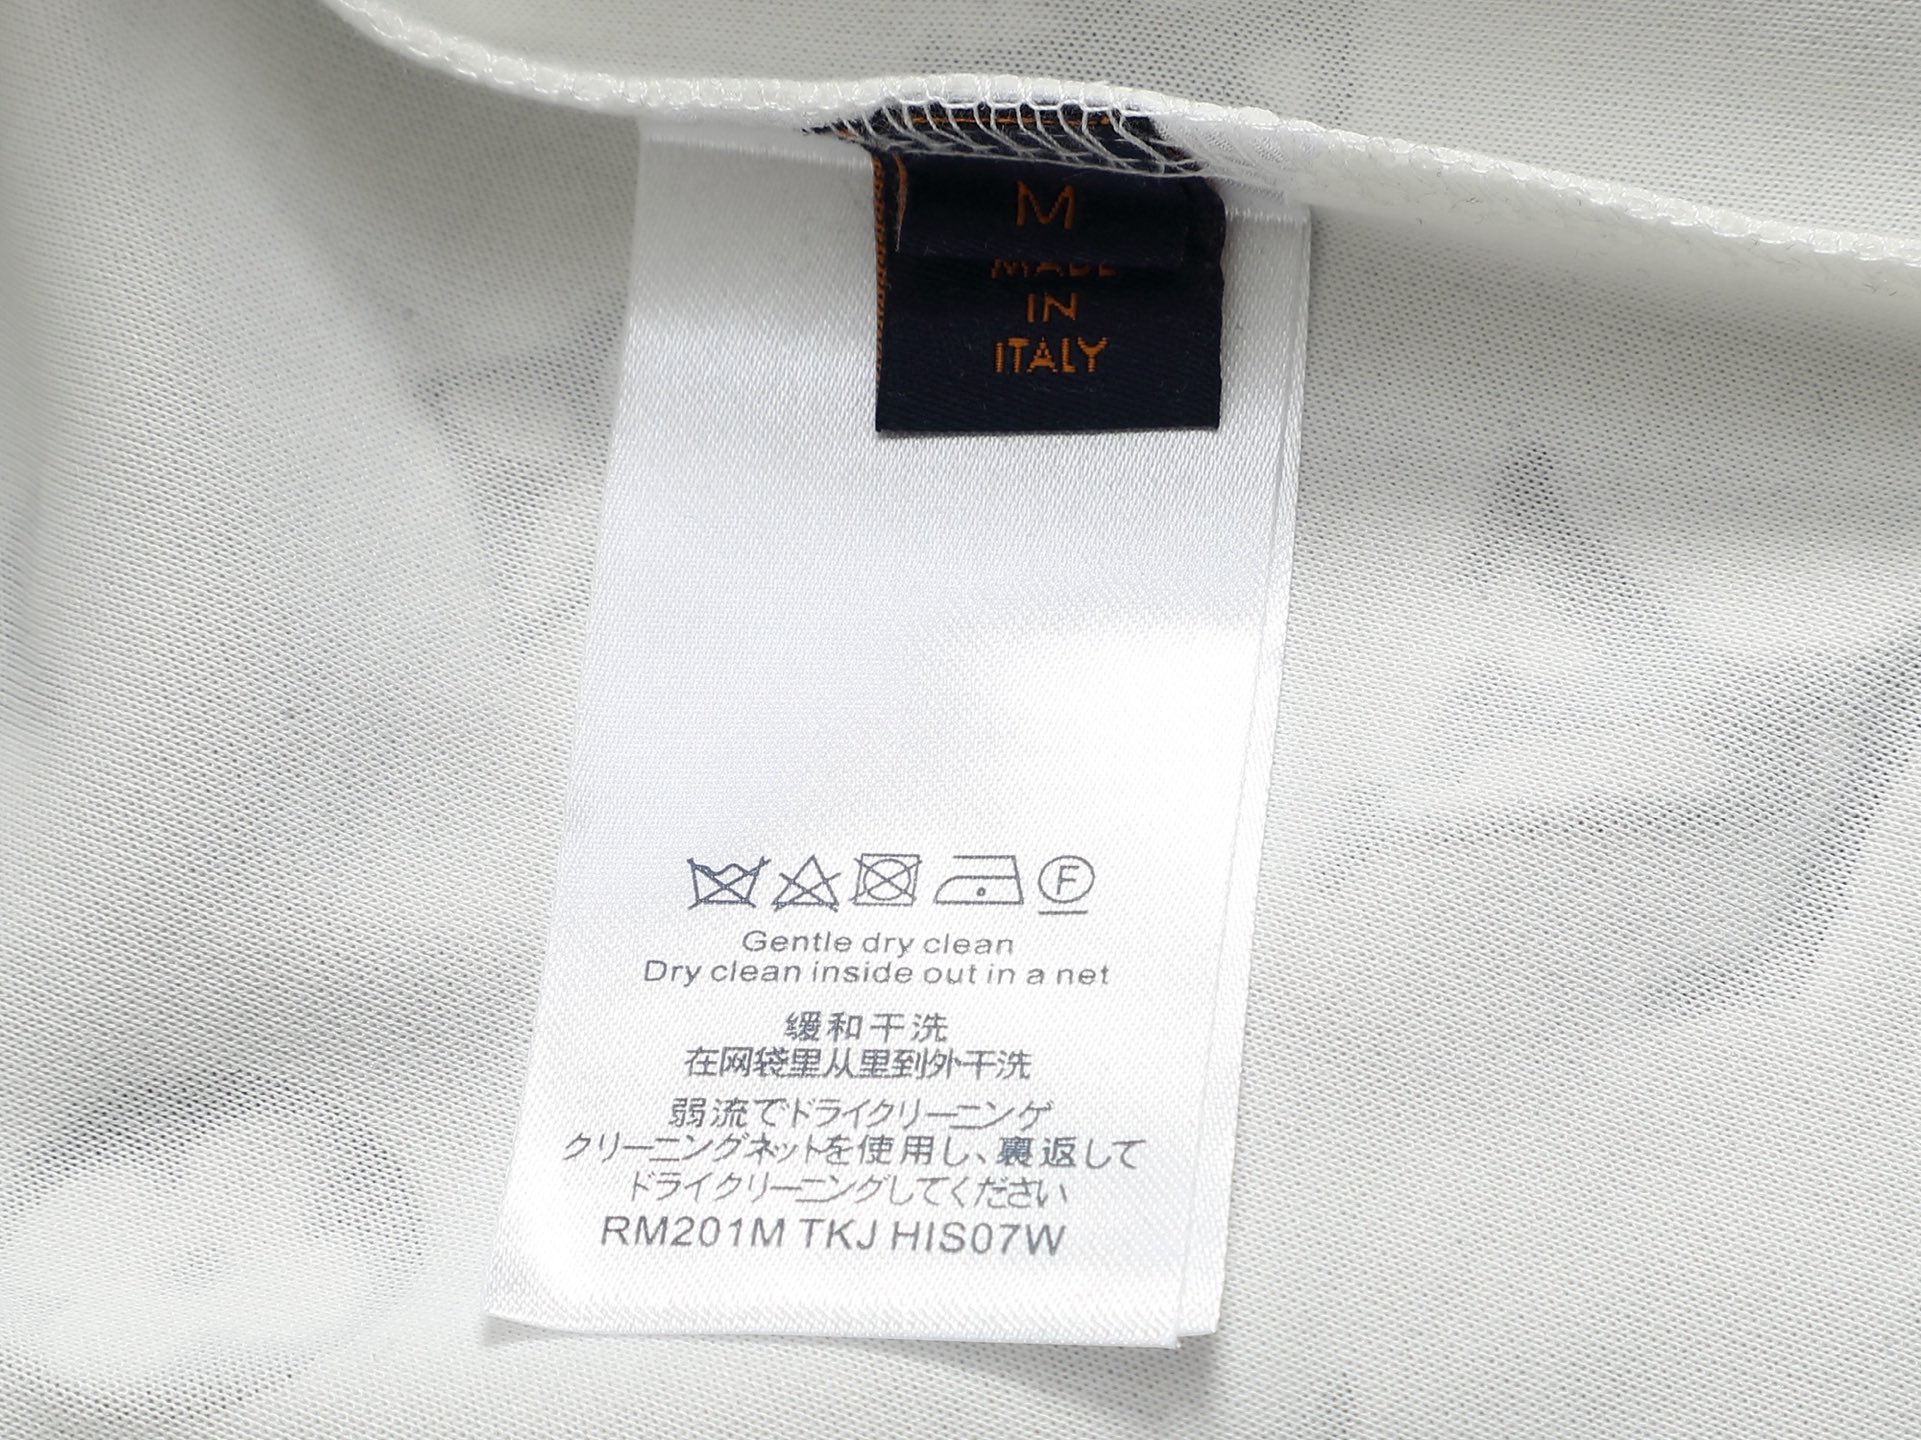 M
MADE
IN
ITALY
F
Gentle dry clean
Dry clean inside out in a net
缓和干洗
在网袋里从里到外干洗
弱流でドライクリーニンゲ
クリーニングネットを使用し、裏返して
ドライクリーニングしてください
RM201M TKJ HIS07W